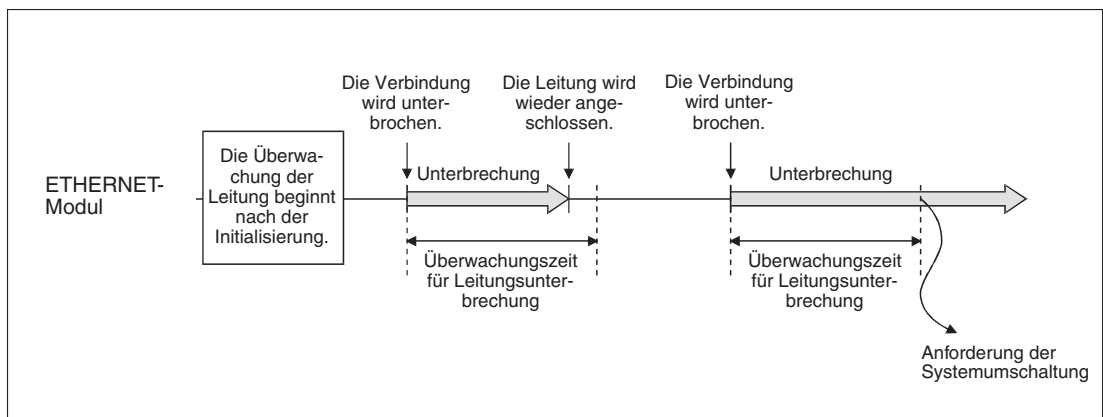 Die Verbindung
wird unter-
brochen.
Die Leitung wird
wieder ange-
schlossen.
Die Verbindung
wird unter-
brochen.
ETHERNET-
Modul
Die Überwa-
chung der
Leitung beginnt
nach der
Initialisierung.
Unterbrechung
Unterbrechung
Überwachungszeit
für Leitungsunter-
brechung
Überwachungszeit
für Leitungsunter-
brechung
Anforderung der
Systemumschaltung